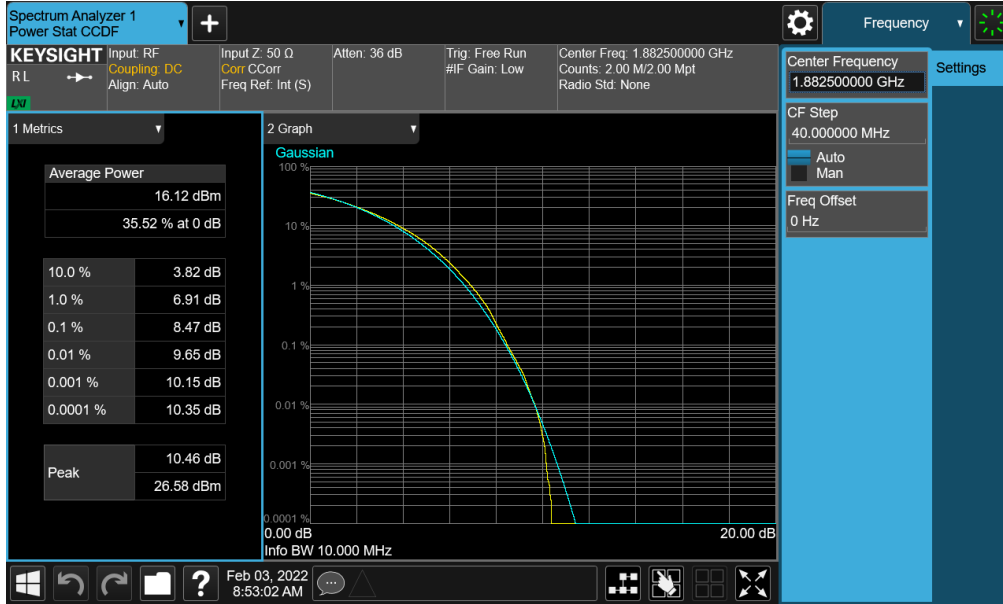 Spectrum Analyzer 1
Power Stat CCDF
Frequency
KEYSIGHT
RL
LXI
Input: RF
Coupling: DC
Align: Auto
Input Z: 50 Ω
Corr CCorr
Freq Ref: Int (S)
Atten: 36 dB
Trig: Free Run
#IF Gain: Low
Center Freq: 1.882500000 GHz
Counts: 2.00 M/2.00 Mpt
Radio Std: None
Center Frequency
1.882500000 GHz
Settings
CF Step
40.000000 MHz
Auto
Man
Freq Offset
0 Hz
1 Metrics
Average Power
16.12 dBm
35.52 % at 0 dB
10.0 % 3.82 dB
1.0 % 6.91 dB
0.1 % 8.47 dB
0.01 % 9.65 dB
0.001 % 10.15 dB
0.0001 % 10.35 dB
Peak
10.46 dB
26.58 dBm
2 Graph
Gaussian
100 %
10 %
1 %
0.1 %
0.01 %
0.001 %
0.0001 %
0.00 dB 20.00 dB
Info BW 10.000 MHz
?
Feb 03, 2022
8:53:02 AM